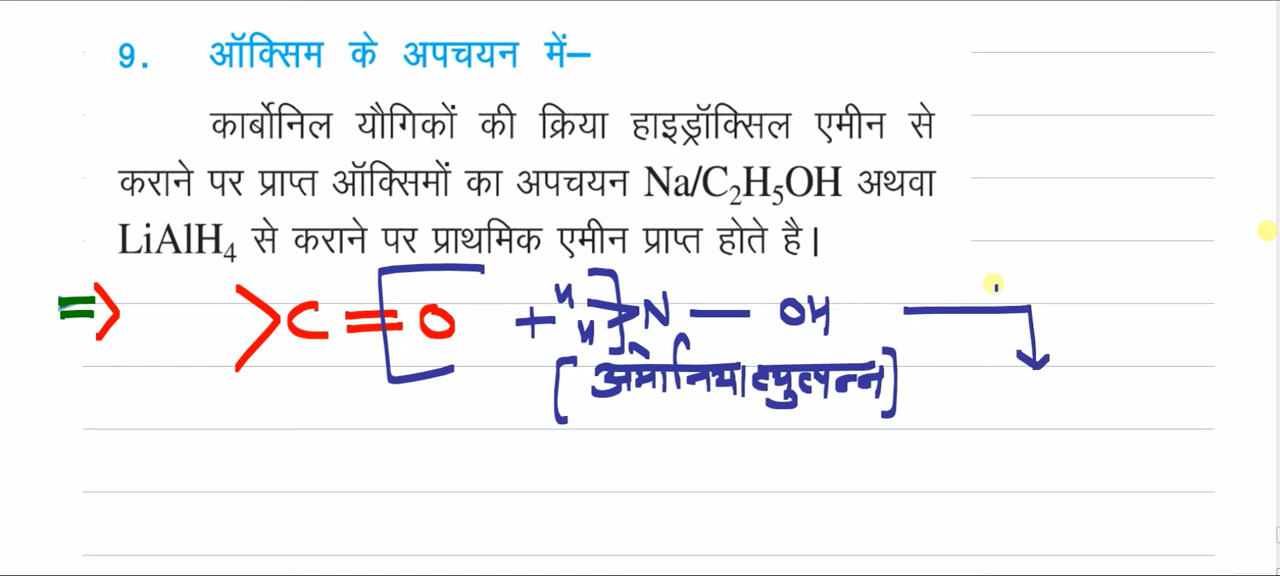 9. ऑक्सिम के अपचयन में–
कार्बोनिल यौगिकों की क्रिया हाइड्रॉक्सिल एमीन से
कराने पर प्राप्त ऑक्सिमों का अपचयन Na/C₂H₅OH अथवा
LiAlH₄ से कराने पर प्राथमिक एमीन प्राप्त होते है।
=> >C=O + H H >N—OH
[अमोनिया व्युत्पन्न]